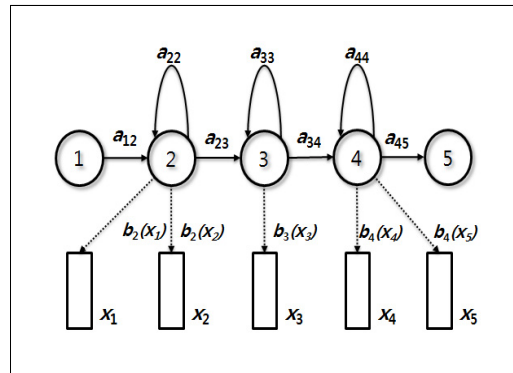 a22 a33 a44
a12 a23 a34 a45
1 2 3 4 5
b2(x1) b2(x2) b3(x3) b4(x4) b4(x5)
x1 x2 x3 x4 x5